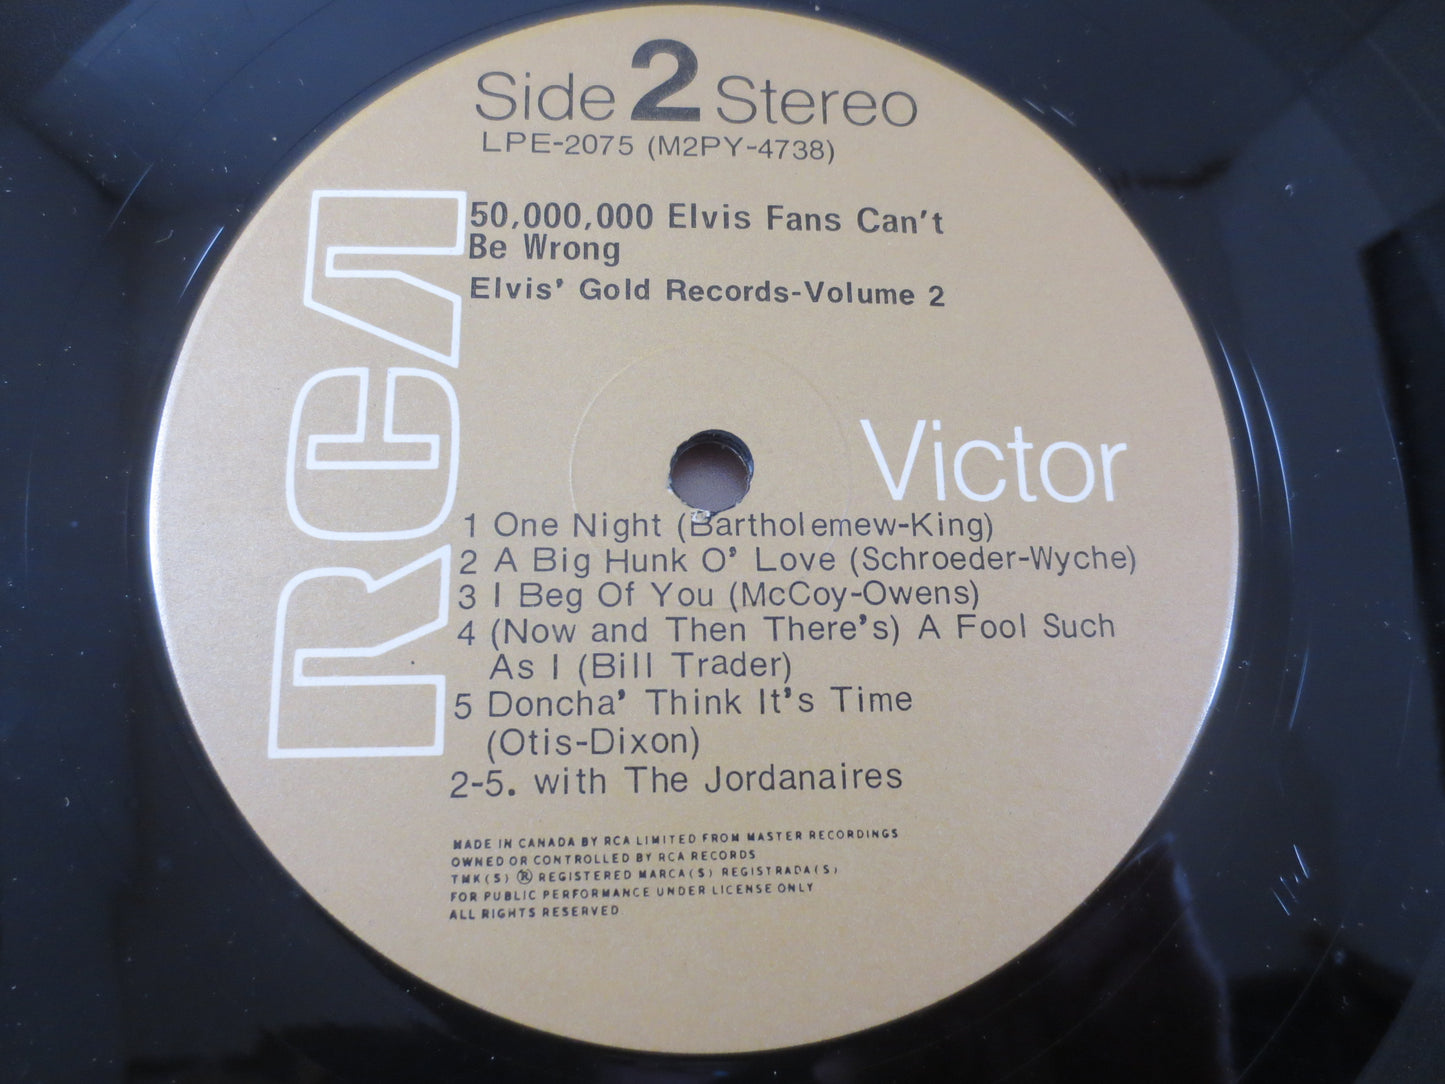 Side 2 Stereo
LPE-2075 (M2PY-4738)
50,000,000 Elvis Fans Can't
Be Wrong
Elvis' Gold Records-Volume 2
RCA
Victor
1 One Night (Bartholemew-King)
2 A Big Hunk O' Love (Schroeder-Wyche)
3 I Beg Of You (McCoy-Owens)
4 (Now and Then There's) A Fool Such
As I (Bill Trader)
5 Doncha' Think It's Time
(Otis-Dixon)
2-5. with The Jordanaires
MADE IN CANADA BY RCA LIMITED FROM MASTER RECORDINGS
OWNED OR CONTROLLED BY RCA RECORDS
TMK(S) ® REGISTERED MARCA(S) REGISTRADA(S)
FOR PUBLIC PERFORMANCE UNDER LICENSE ONLY
ALL RIGHTS RESERVED